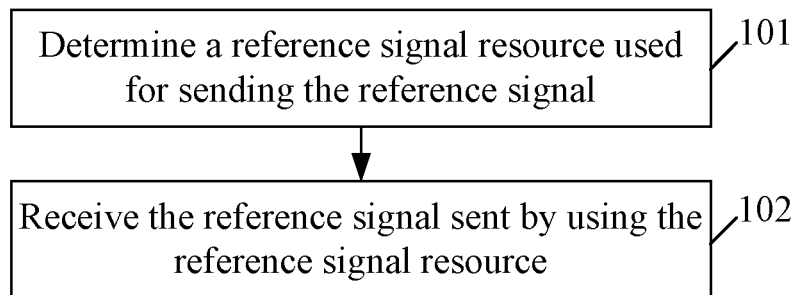 Determine a reference signal resource used
for sending the reference signal
101
Receive the reference signal sent by using the
reference signal resource
102